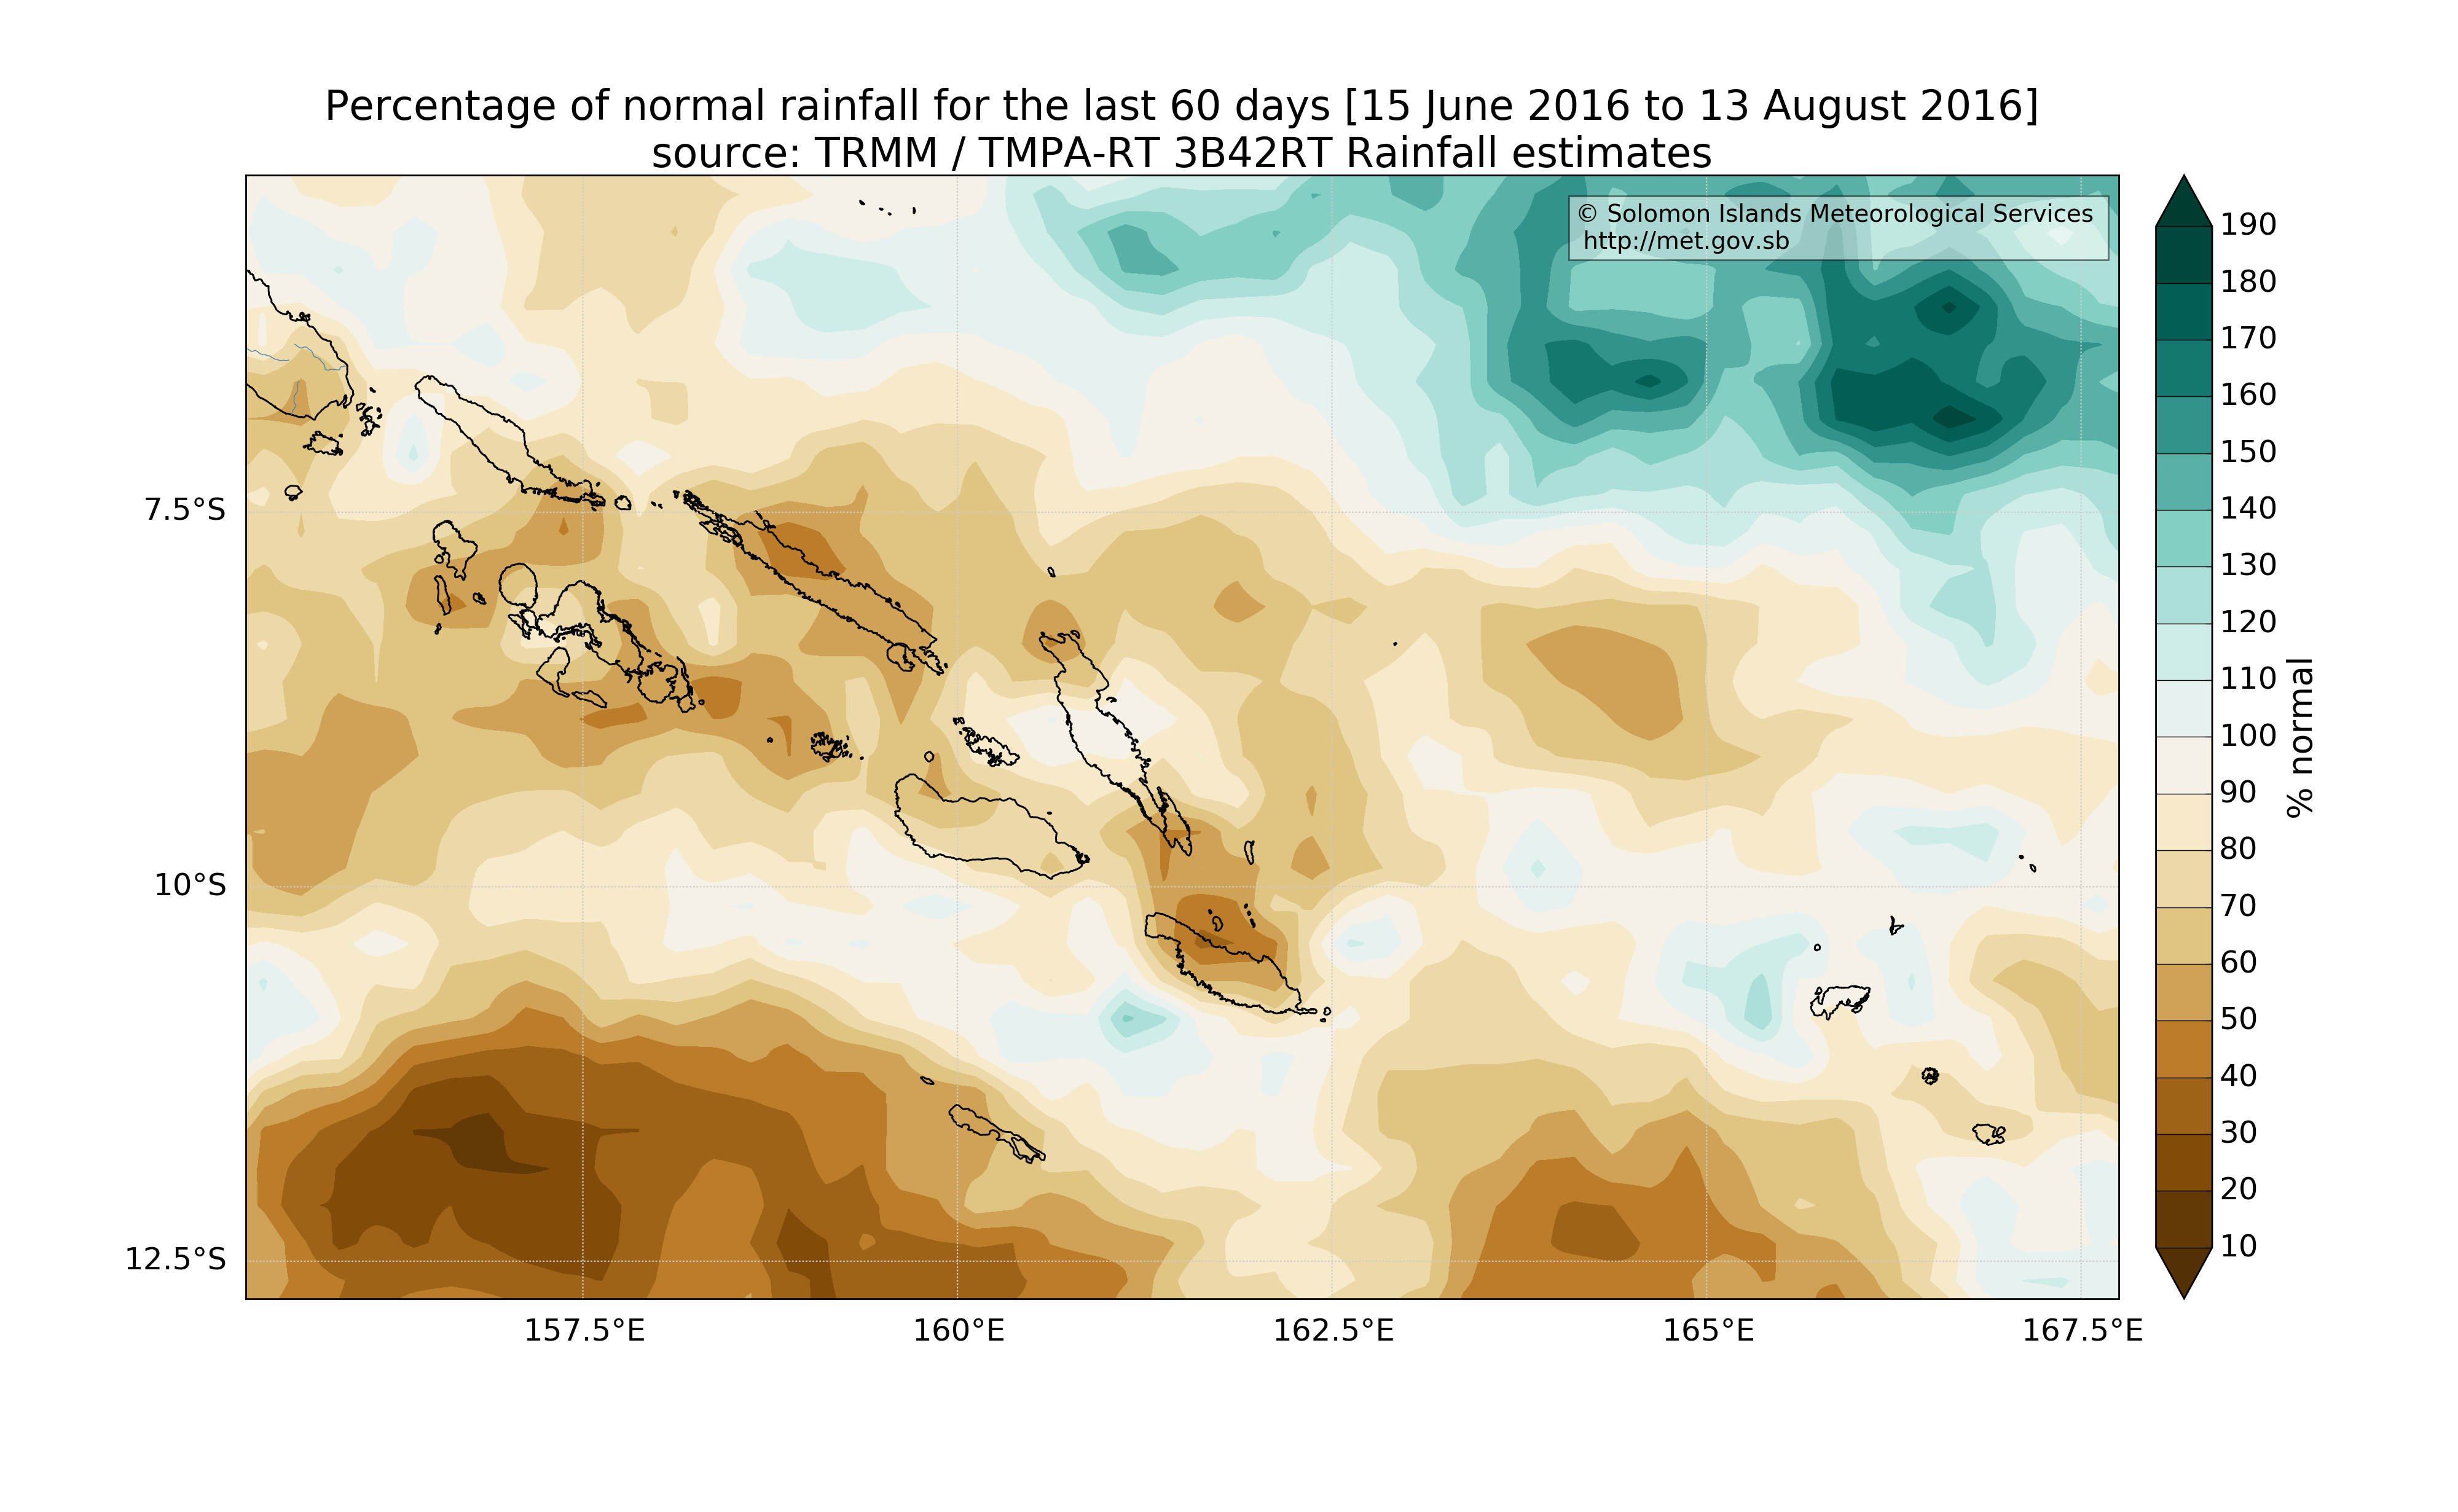 Percentage of normal rainfall for the last 60 days [15 June 2016 to 13 August 2016]
source: TRMM / TMPA-RT 3B42RT Rainfall estimates
© Solomon Islands Meteorological Services
http://met.gov.sb
7.5°S
10°S
12.5°S
157.5°E
160°E
162.5°E
165°E
167.5°E
190
180
170
160
150
140
130
120
110
100
90
80
70
60
50
40
30
20
10
% normal